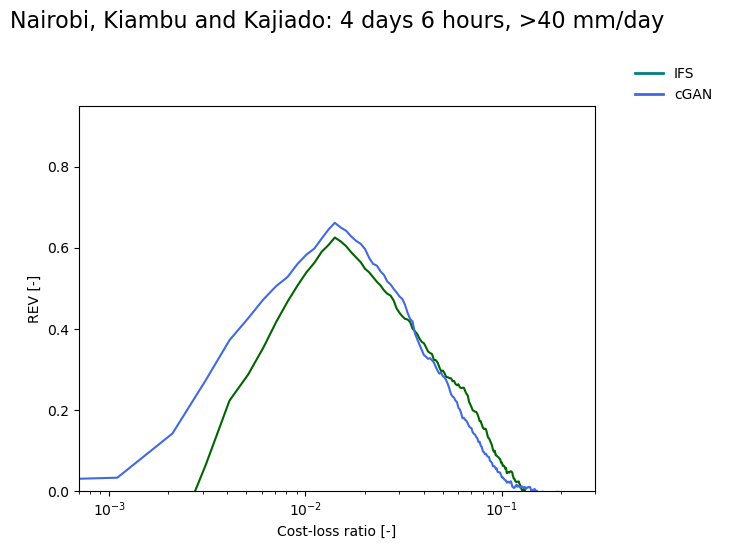 Nairobi, Kiambu and Kajiado: 4 days 6 hours, >40 mm/day
IFS
cGAN
0.8
0.6
0.4
0.2
0.0
REV [-]
10⁻³
10⁻²
10⁻¹
Cost-loss ratio [-]